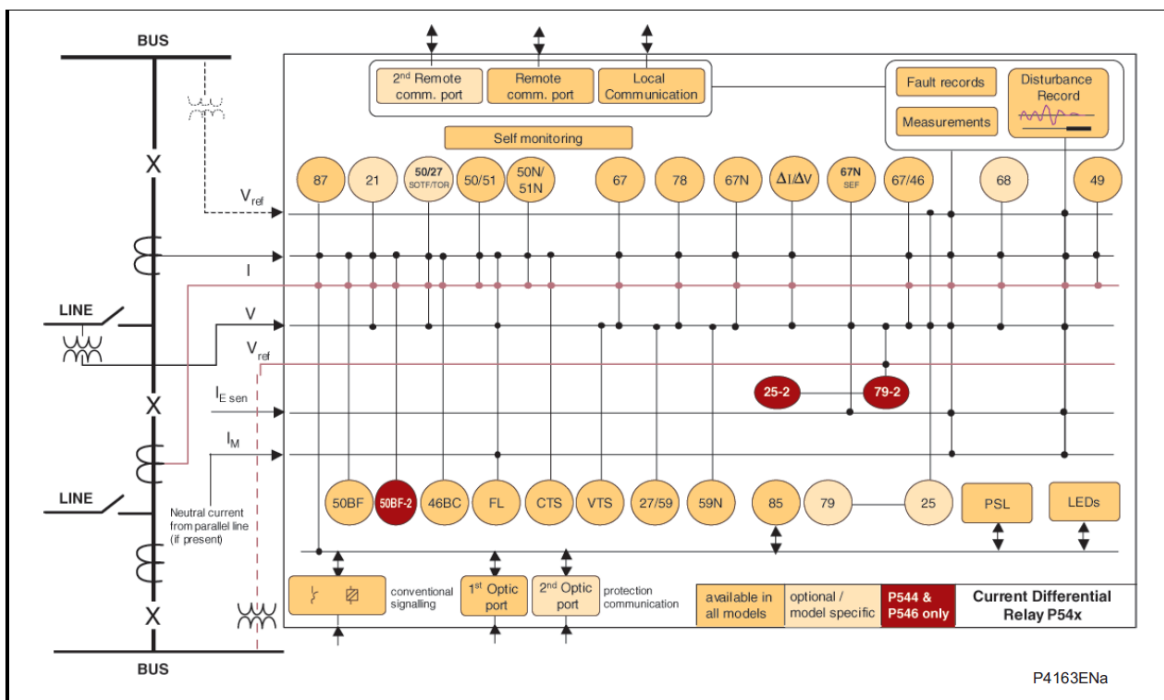 BUS
2nd Remote
comm. port
Remote
comm. port
Local
Communication
Fault records
Measurements
Disturbance
Record
Self monitoring
87
21
50/27
SOTF/TOR
50/51
50N/
51N
67
78
67N
ΔI/ΔV
67N
SEF
67/46
68
49
Vref
I
LINE
V
Vref
IE sen
IM
25-2
79-2
LINE
Neutral current
from parallel line
(if present)
50BF
50BF-2
46BC
FL
CTS
VTS
27/59
59N
85
79
25
PSL
LEDs
conventional
signalling
1st Optic
port
2nd Optic
port
protection
communication
available in
all models
optional /
model specific
P544 &
P546 only
Current Differential
Relay P54x
BUS
P4163ENa